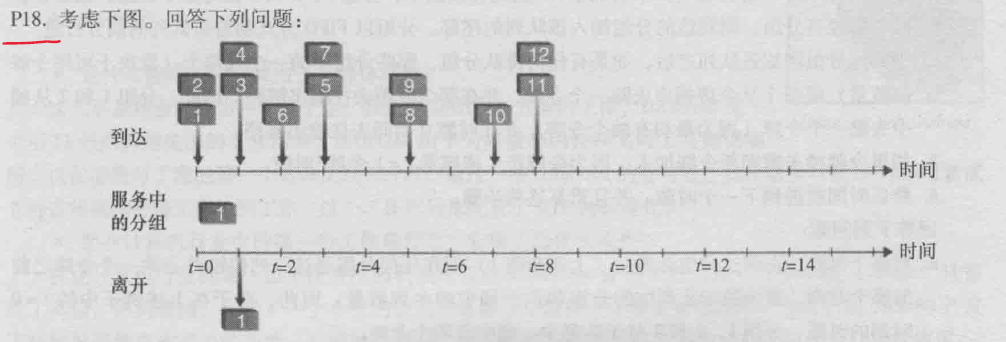 P18. 考虑下图。回答下列问题：
4 7 12
2 3 5 9 11
1 6 8 10
到达
时间
服务中
的分组
1
时间
t=0 t=2 t=4 t=6 t=8 t=10 t=12 t=14
离开
1